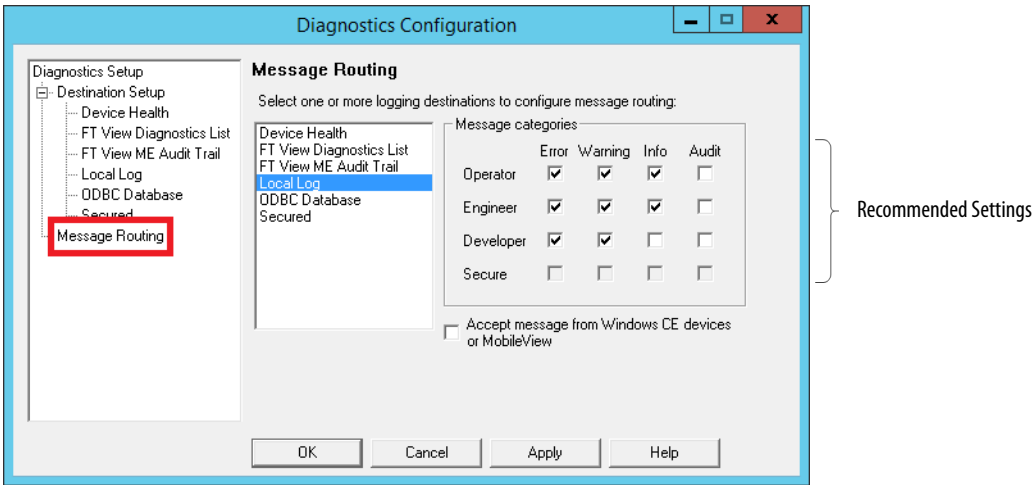 Diagnostics Configuration
Diagnostics Setup
Destination Setup
Device Health
FT View Diagnostics List
FT View ME Audit Trail
Local Log
ODBC Database
Secured
Message Routing
Message Routing
Select one or more logging destinations to configure message routing:
Device Health
FT View Diagnostics List
FT View ME Audit Trail
Local Log
ODBC Database
Secured
Message categories
Error Warning Info Audit
Operator
Engineer
Developer
Secure
Accept message from Windows CE devices
or MobileView
Recommended Settings
OK Cancel Apply Help